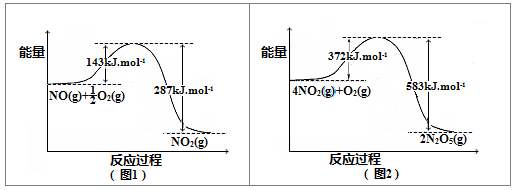 能量
143kJ.mol⁻¹
287kJ.mol⁻¹
NO(g)+½O₂(g)
NO₂(g)
反应过程
（图1）
能量
372kJ.mol⁻¹
583kJ.mol⁻¹
4NO₂(g)+O₂(g)
2N₂O₅(g)
反应过程
（图2）